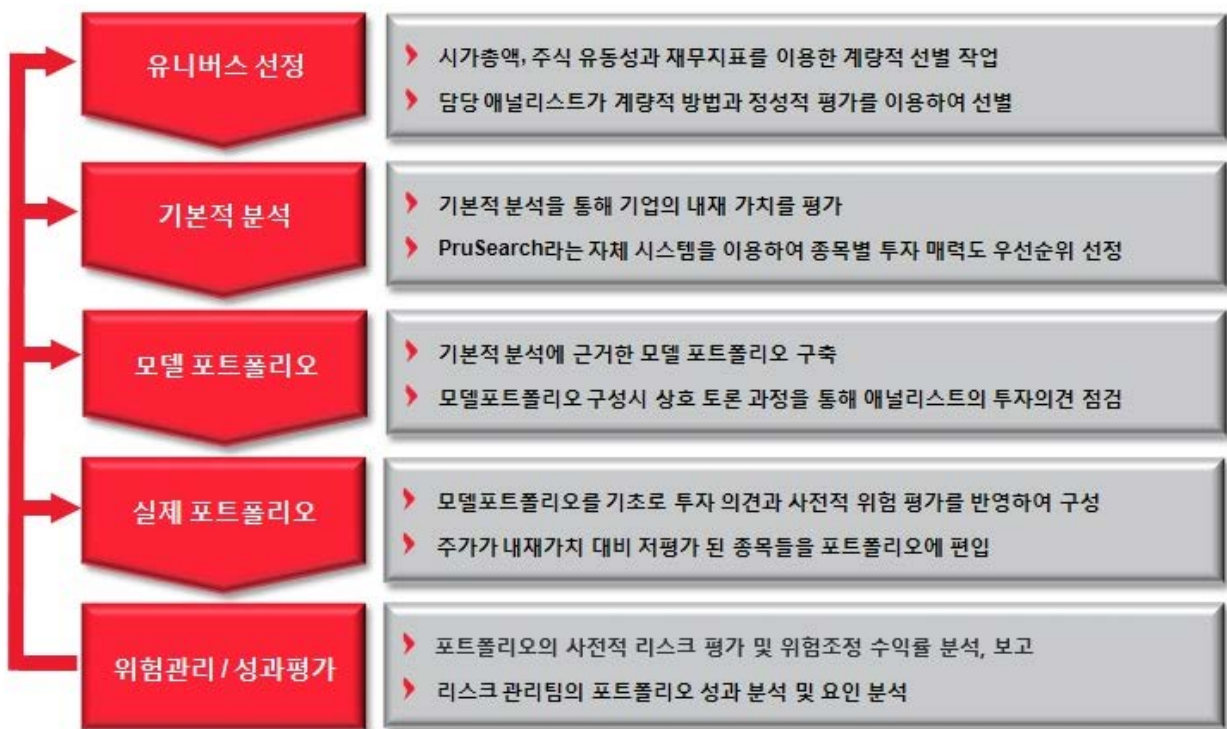 유니버스 선정
시가총액, 주식 유동성과 재무지표를 이용한 계량적 선별 작업
담당 애널리스트가 계량적 방법과 정성적 평가를 이용하여 선별
기본적 분석
기본적 분석을 통해 기업의 내재 가치를 평가
PruSearch라는 자체 시스템을 이용하여 종목별 투자 매력도 우선순위 선정
모델 포트폴리오
기본적 분석에 근거한 모델 포트폴리오 구축
모델포트폴리오 구성시 상호 토론 과정을 통해 애널리스트의 투자의견 점검
실제 포트폴리오
모델포트폴리오를 기초로 투자 의견과 사전적 위험 평가를 반영하여 구성
주가가 내재가치 대비 저평가 된 종목들을 포트폴리오에 편입
위험관리 / 성과평가
포트폴리오의 사전적 리스크 평가 및 위험조정 수익률 분석, 보고
리스크 관리팀의 포트폴리오 성과 분석 및 요인 분석